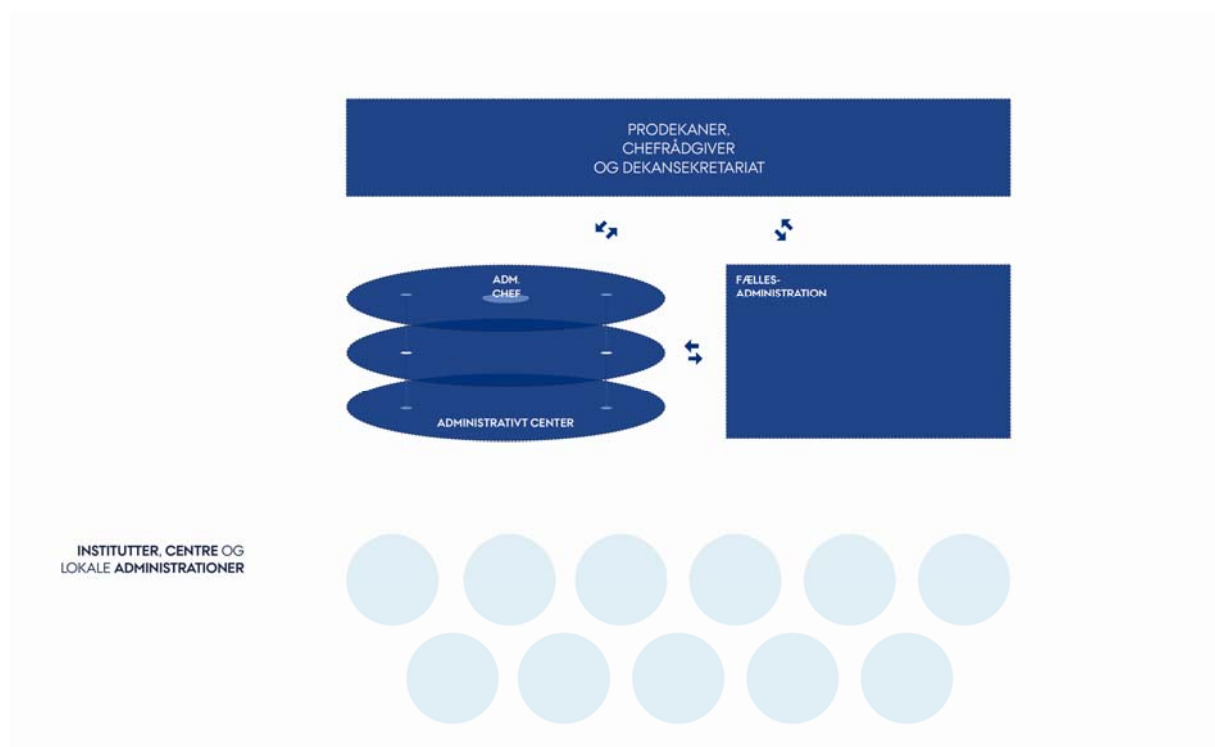 PRODEKANER,
CHEFRÅDGIVER
OG DEKANSEKRETARIAT
ADM.
CHEF
ADMINISTRATIVT CENTER
FÆLLES-
ADMINISTRATION
INSTITUTTER, CENTRE OG
LOKALE ADMINISTRATIONER